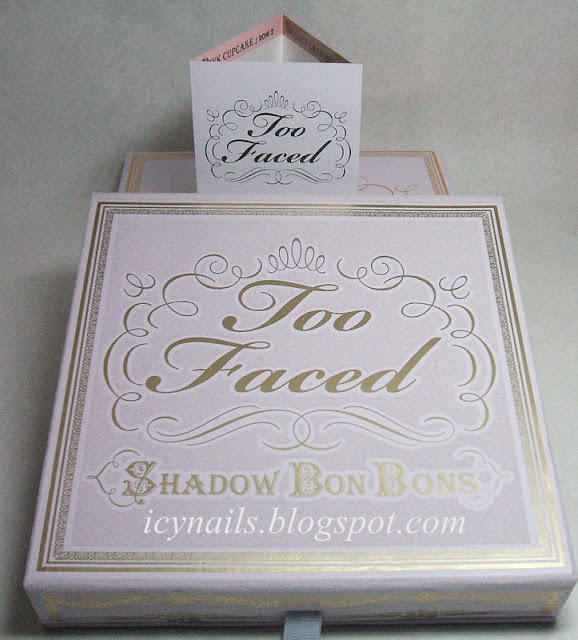 PINK CUPCAKE / ROW 2
Too
Faced
Too
Faced
SHADOW BON BONS
icynails.blogspot.com